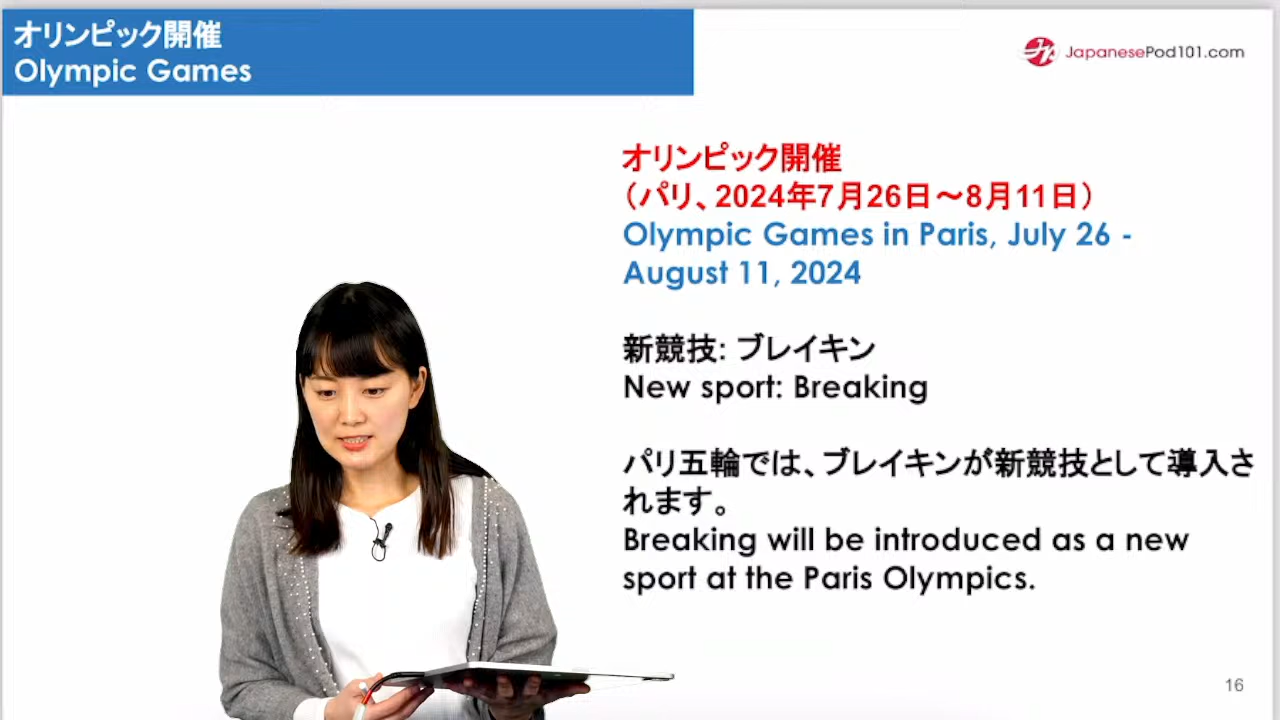 オリンピック開催
Olympic Games
JapanesePod101.com
オリンピック開催
（パリ、2024年7月26日～8月11日）
Olympic Games in Paris, July 26 -
August 11, 2024
新競技: ブレイキン
New sport: Breaking
パリ五輪では、ブレイキンが新競技として導入さ
れます。
Breaking will be introduced as a new
sport at the Paris Olympics.
16